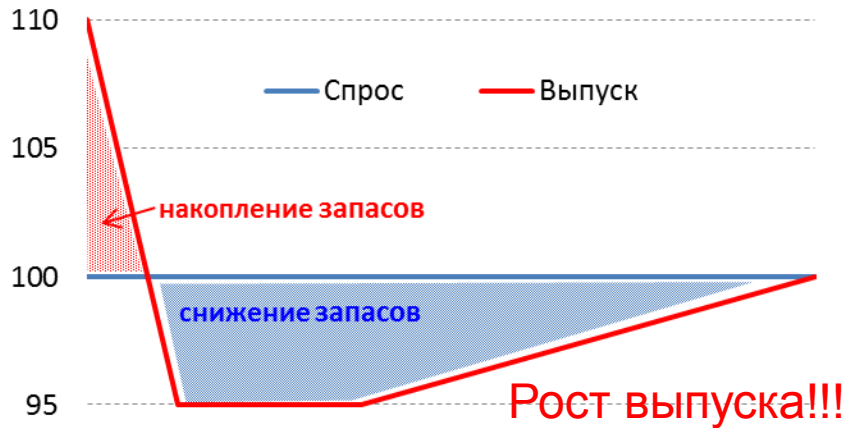 110
Спрос
Выпуск
105
накопление запасов
100
снижение запасов
95
Рост выпуска!!!